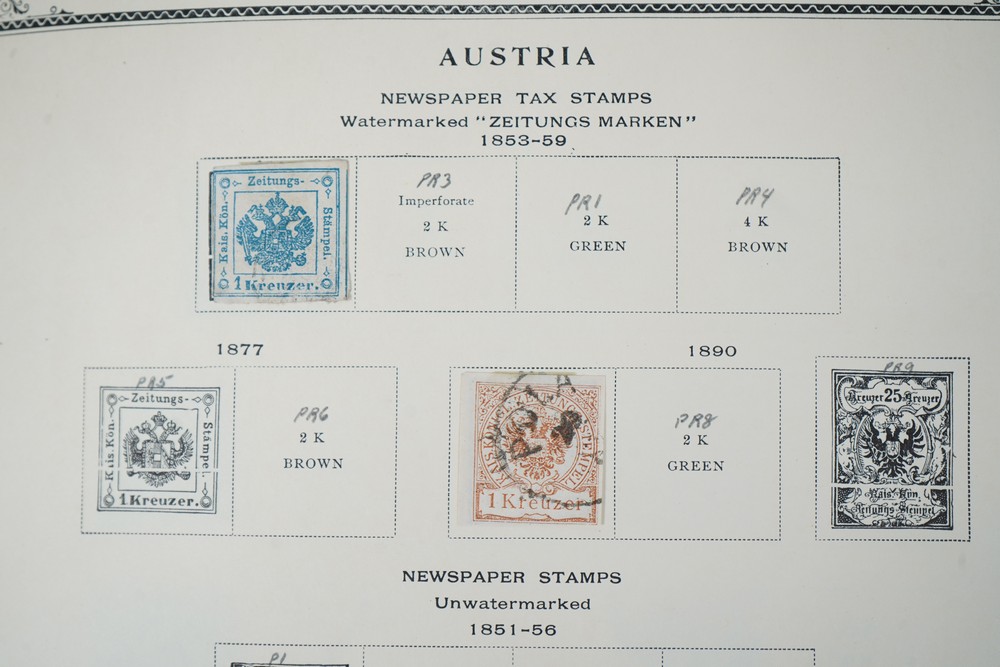 AUSTRIA
NEWSPAPER TAX STAMPS
Watermarked "ZEITUNGS MARKEN"
1853-59
Zeitungs-
Kais. Kön.
Stämpel.
1 Kreuzer.
PR3
Imperforate
2 K
BROWN
PR1
2 K
GREEN
PR4
4 K
BROWN
1877
1890
PR5
Zeitungs-
Kais. Kön.
Stämpel.
1 Kreuzer.
PR6
2 K
BROWN
1 Kreuzer
PR8
2 K
GREEN
PR9
Kreuzer 25 Kreuzer
Kais. Kön.
Zeitungs-Stempel
NEWSPAPER STAMPS
Unwatermarked
1851-56
P1